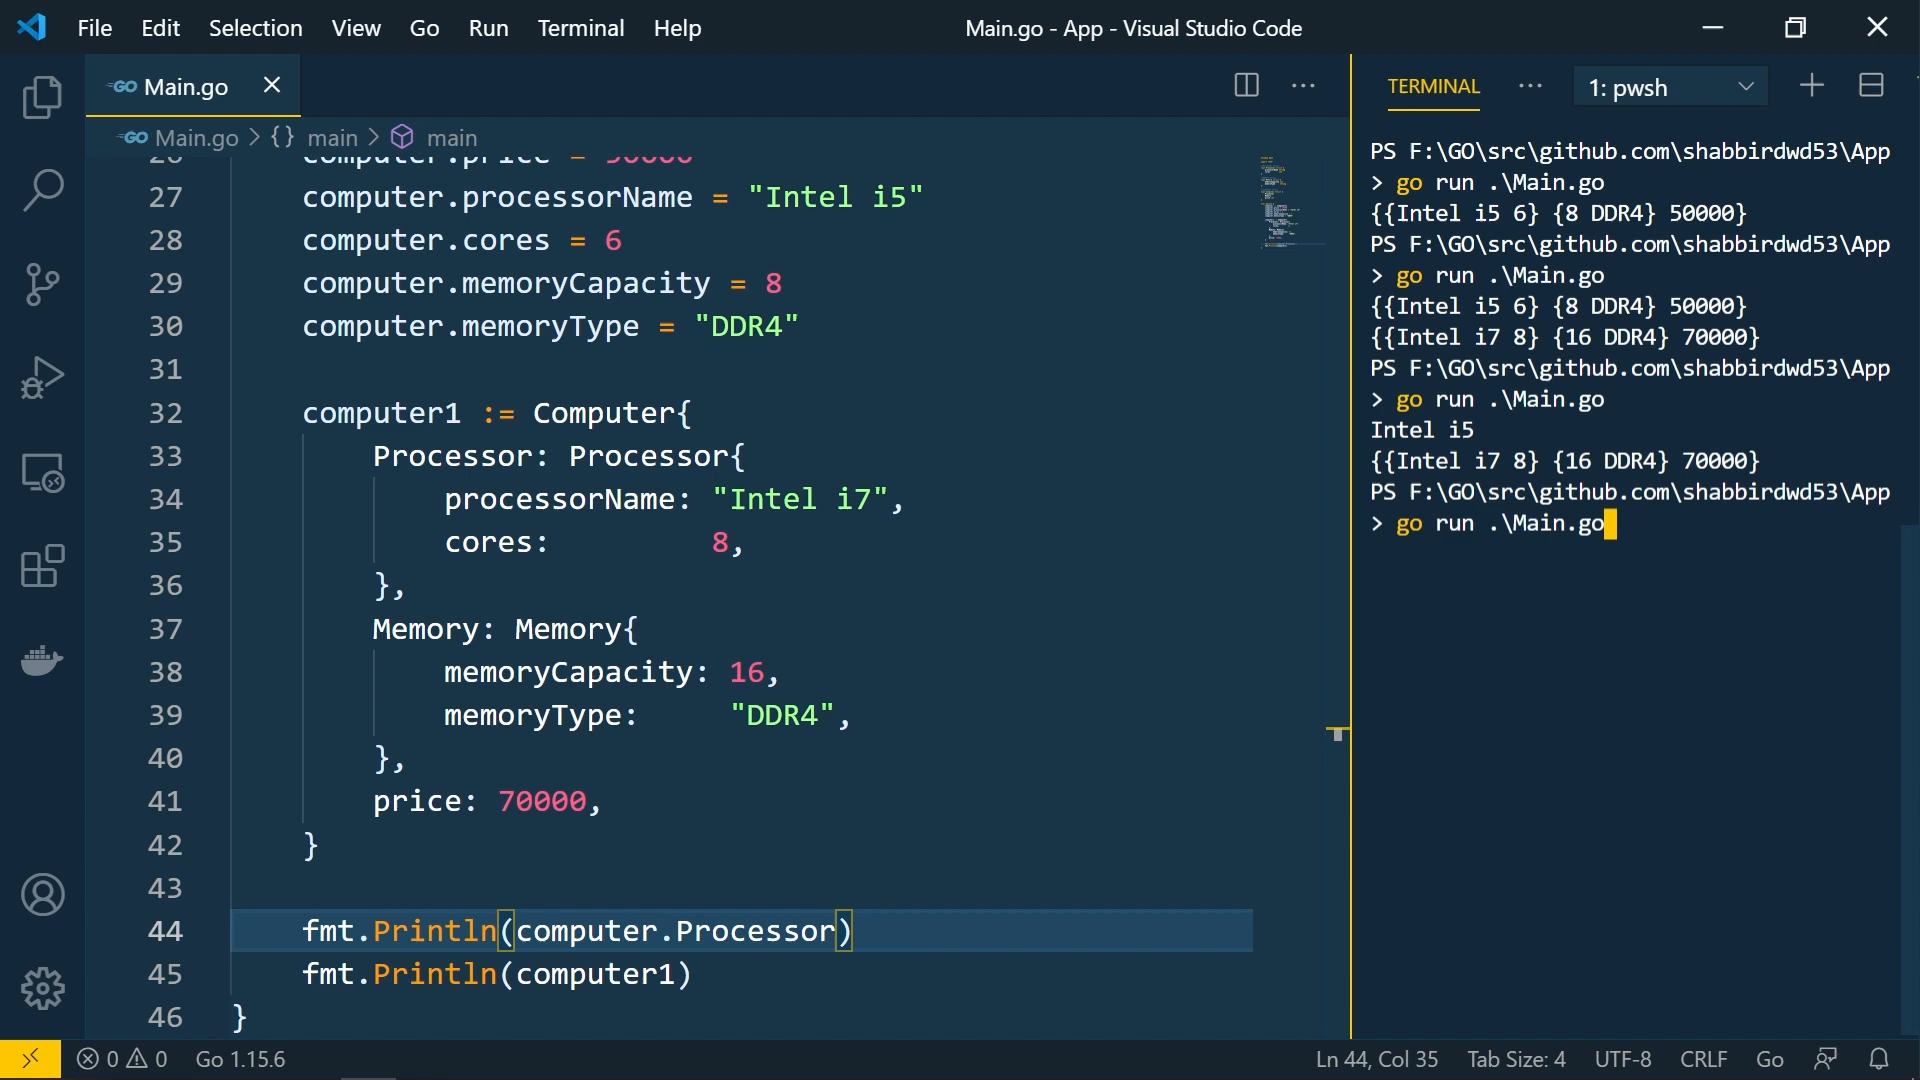 File Edit Selection View Go Run Terminal Help
Main.go - App - Visual Studio Code
GO Main.go
GO Main.go > {} main > main
26 computer.price = 50000
27 computer.processorName = "Intel i5"
28 computer.cores = 6
29 computer.memoryCapacity = 8
30 computer.memoryType = "DDR4"
31
32 computer1 := Computer{
33 Processor: Processor{
34 processorName: "Intel i7",
35 cores: 8,
36 },
37 Memory: Memory{
38 memoryCapacity: 16,
39 memoryType: "DDR4",
40 },
41 price: 70000,
42 }
43
44 fmt.Println(computer.Processor)
45 fmt.Println(computer1)
46 }
TERMINAL ··· 1: pwsh
PS F:\GO\src\github.com\shabbirdwd53\App
> go run .\Main.go
{{Intel i5 6} {8 DDR4} 50000}
PS F:\GO\src\github.com\shabbirdwd53\App
> go run .\Main.go
{{Intel i5 6} {8 DDR4} 50000}
{{Intel i7 8} {16 DDR4} 70000}
PS F:\GO\src\github.com\shabbirdwd53\App
> go run .\Main.go
Intel i5
{{Intel i7 8} {16 DDR4} 70000}
PS F:\GO\src\github.com\shabbirdwd53\App
> go run .\Main.go
0 0 Go 1.15.6
Ln 44, Col 35 Tab Size: 4 UTF-8 CRLF Go